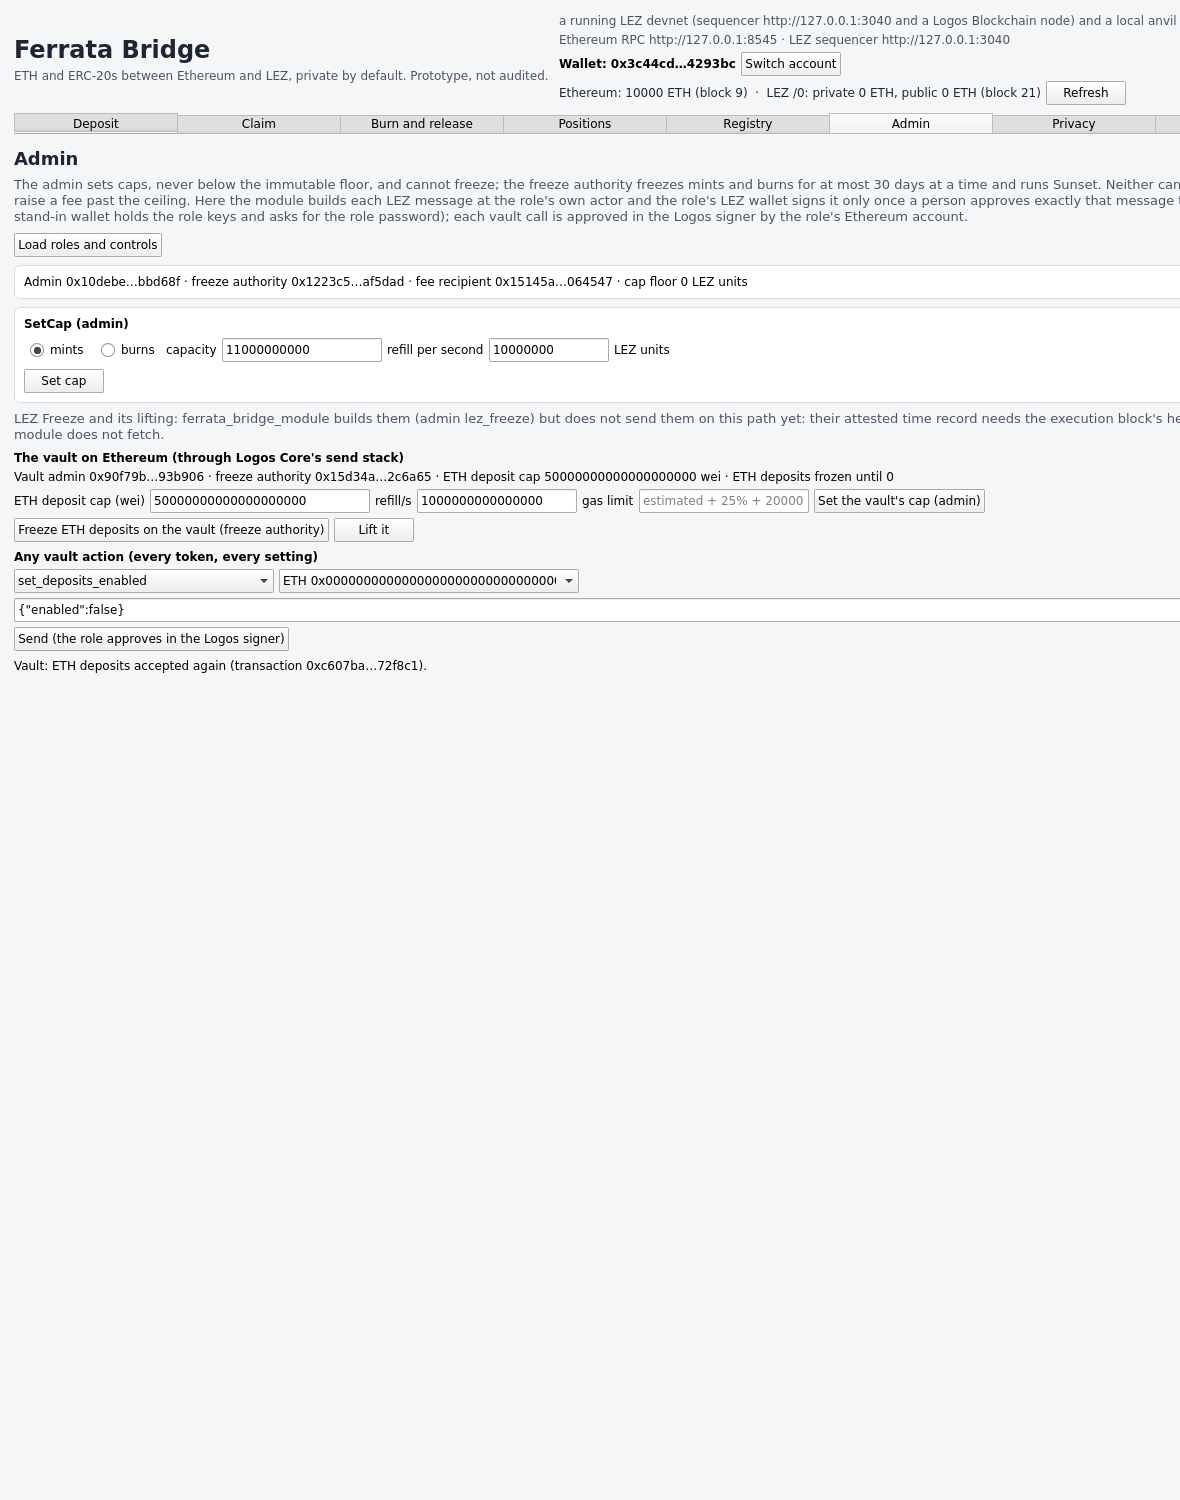 a running LEZ devnet (sequencer http://127.0.0.1:3040 and a Logos Blockchain node) and a local anvil
Ferrata Bridge
Ethereum RPC http://127.0.0.1:8545 · LEZ sequencer http://127.0.0.1:3040
Wallet: 0x3c44cd…4293bc Switch account
ETH and ERC-20s between Ethereum and LEZ, private by default. Prototype, not audited.
Ethereum: 10000 ETH (block 9) · LEZ /0: private 0 ETH, public 0 ETH (block 21) Refresh
Deposit Claim Burn and release Positions Registry Admin Privacy
Admin
The admin sets caps, never below the immutable floor, and cannot freeze; the freeze authority freezes mints and burns for at most 30 days at a time and runs Sunset. Neither can
raise a fee past the ceiling. Here the module builds each LEZ message at the role's own actor and the role's LEZ wallet signs it only once a person approves exactly that message
stand-in wallet holds the role keys and asks for the role password); each vault call is approved in the Logos signer by the role's Ethereum account.
Load roles and controls
Admin 0x10debe…bbd68f · freeze authority 0x1223c5…af5dad · fee recipient 0x15145a…064547 · cap floor 0 LEZ units
SetCap (admin)
mints burns capacity 11000000000 refill per second 10000000 LEZ units
Set cap
LEZ Freeze and its lifting: ferrata_bridge_module builds them (admin lez_freeze) but does not send them on this path yet: their attested time record needs the execution block's he
module does not fetch.
The vault on Ethereum (through Logos Core's send stack)
Vault admin 0x90f79b…93b906 · freeze authority 0x15d34a…2c6a65 · ETH deposit cap 50000000000000000000 wei · ETH deposits frozen until 0
ETH deposit cap (wei) 50000000000000000000 refill/s 1000000000000000 gas limit estimated + 25% + 20000 Set the vault's cap (admin)
Freeze ETH deposits on the vault (freeze authority) Lift it
Any vault action (every token, every setting)
set_deposits_enabled ETH 0x000000000000000000000000000000
{"enabled":false}
Send (the role approves in the Logos signer)
Vault: ETH deposits accepted again (transaction 0xc607ba…72f8c1).